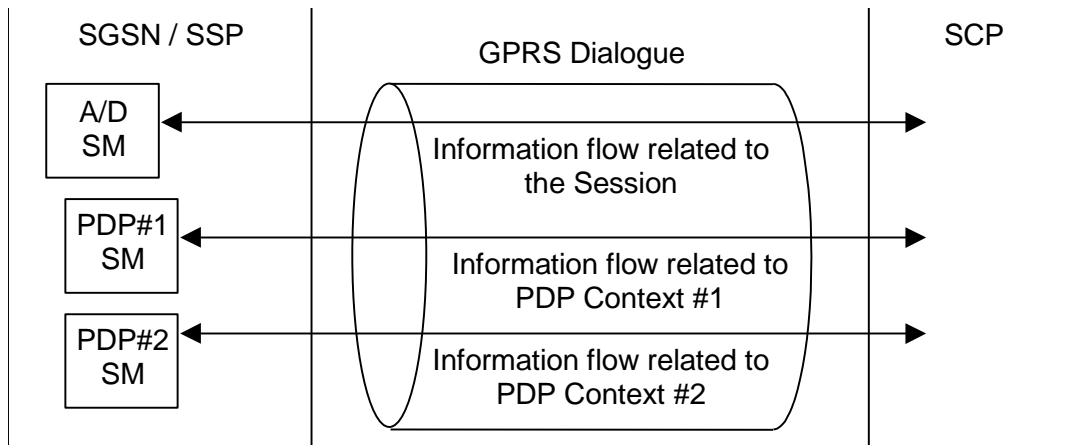 SGSN / SSP
GPRS Dialogue
SCP
A/D
SM
Information flow related to
the Session
PDP#1
SM
Information flow related to
PDP Context #1
PDP#2
SM
Information flow related to
PDP Context #2